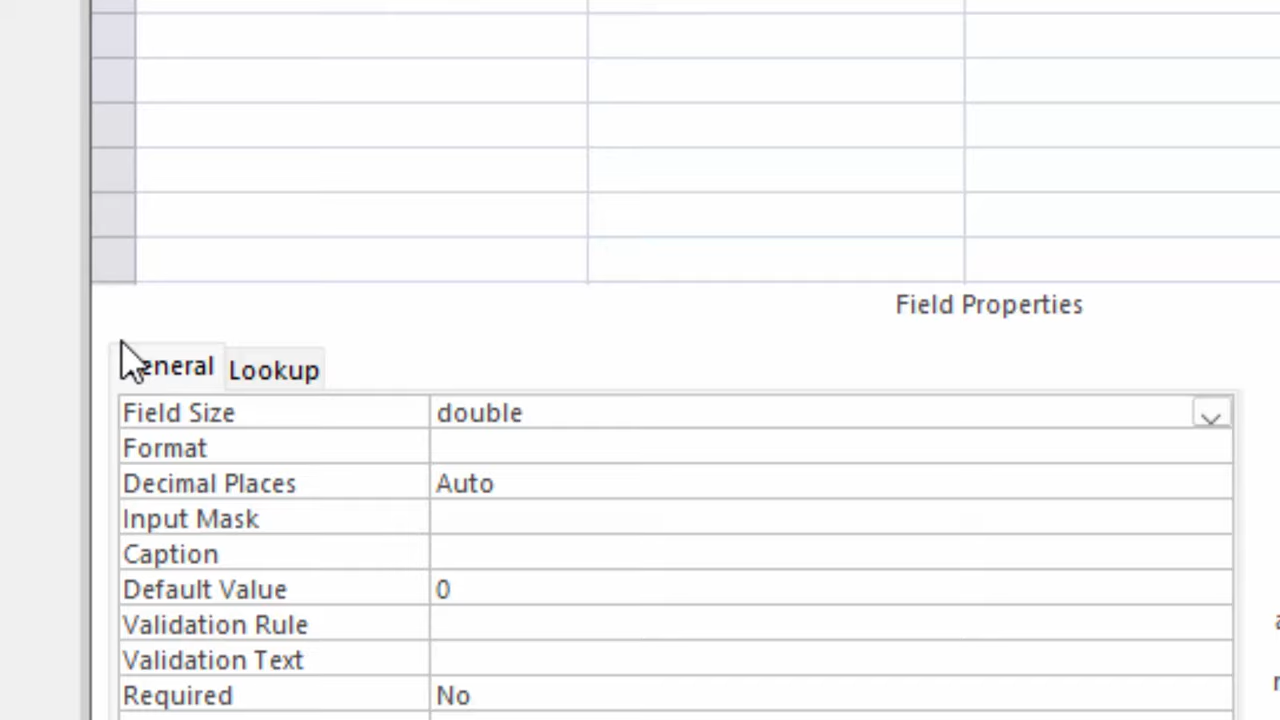 Field Properties
General Lookup
Field Size double
Format
Decimal Places Auto
Input Mask
Caption
Default Value 0
Validation Rule
Validation Text
Required No